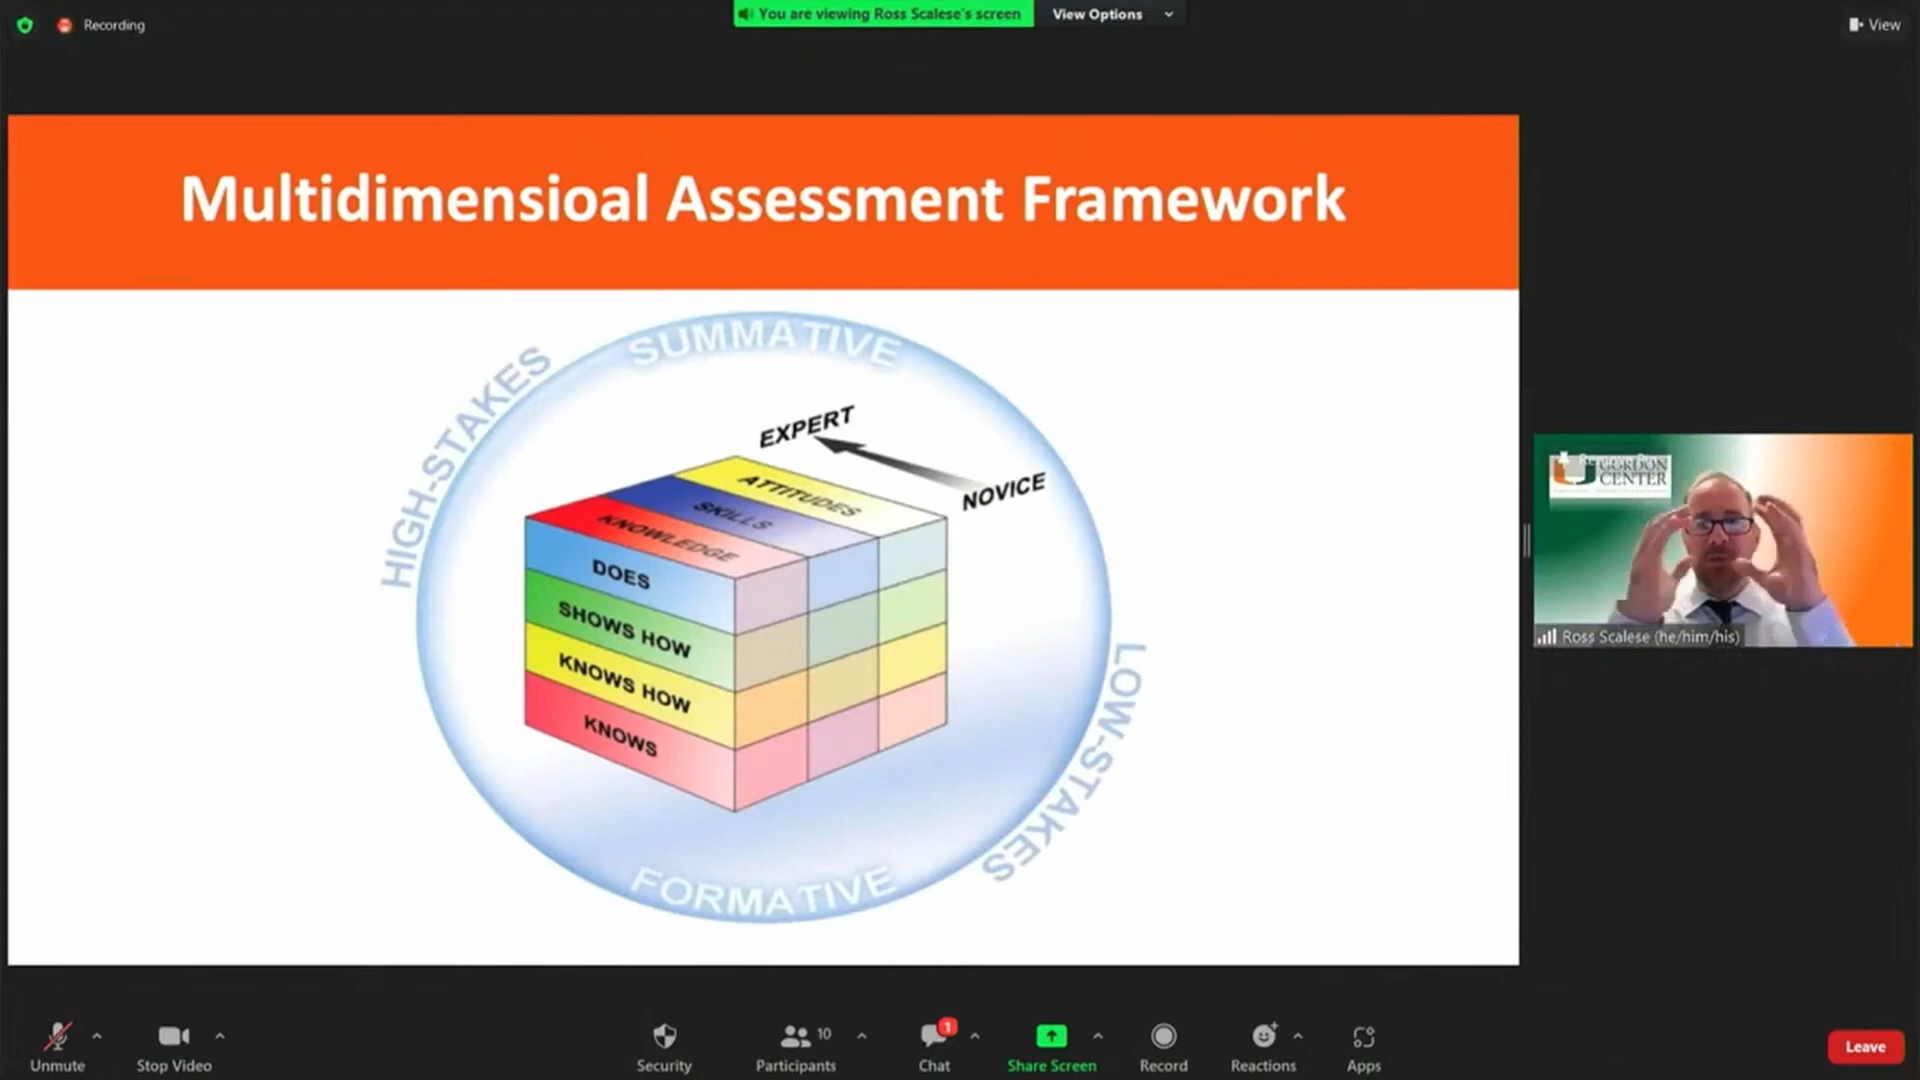 Recording
You are viewing Ross Scalese's screen
View Options
View
Multidimensioal Assessment Framework
SUMMATIVE
HIGH-STAKES
EXPERT
NOVICE
ATTITUDES
SKILLS
KNOWLEDGE
DOES
SHOWS HOW
KNOWS HOW
KNOWS
LOW-STAKES
FORMATIVE
GORDON
CENTER
Ross Scalese (he/him/his)
Unmute
Stop Video
Security
Participants
10
Chat
1
Share Screen
Record
Reactions
Apps
Leave